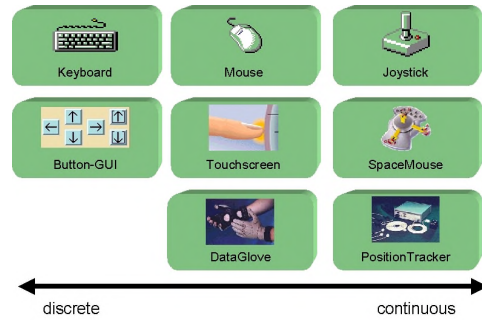 Keyboard
Mouse
Joystick
Button-GUI
Touchscreen
SpaceMouse
DataGlove
PositionTracker
discrete
continuous